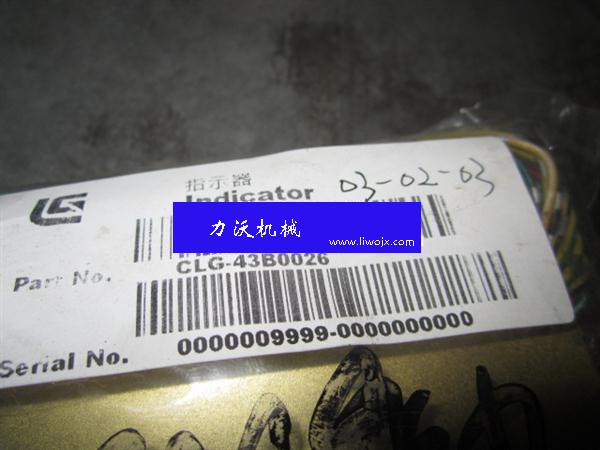 指示器
Indicator
03-02-03
力沃机械
www.liwojx.com
Part No.
CLG-43B0026
Serial No.
0000009999-0000000000